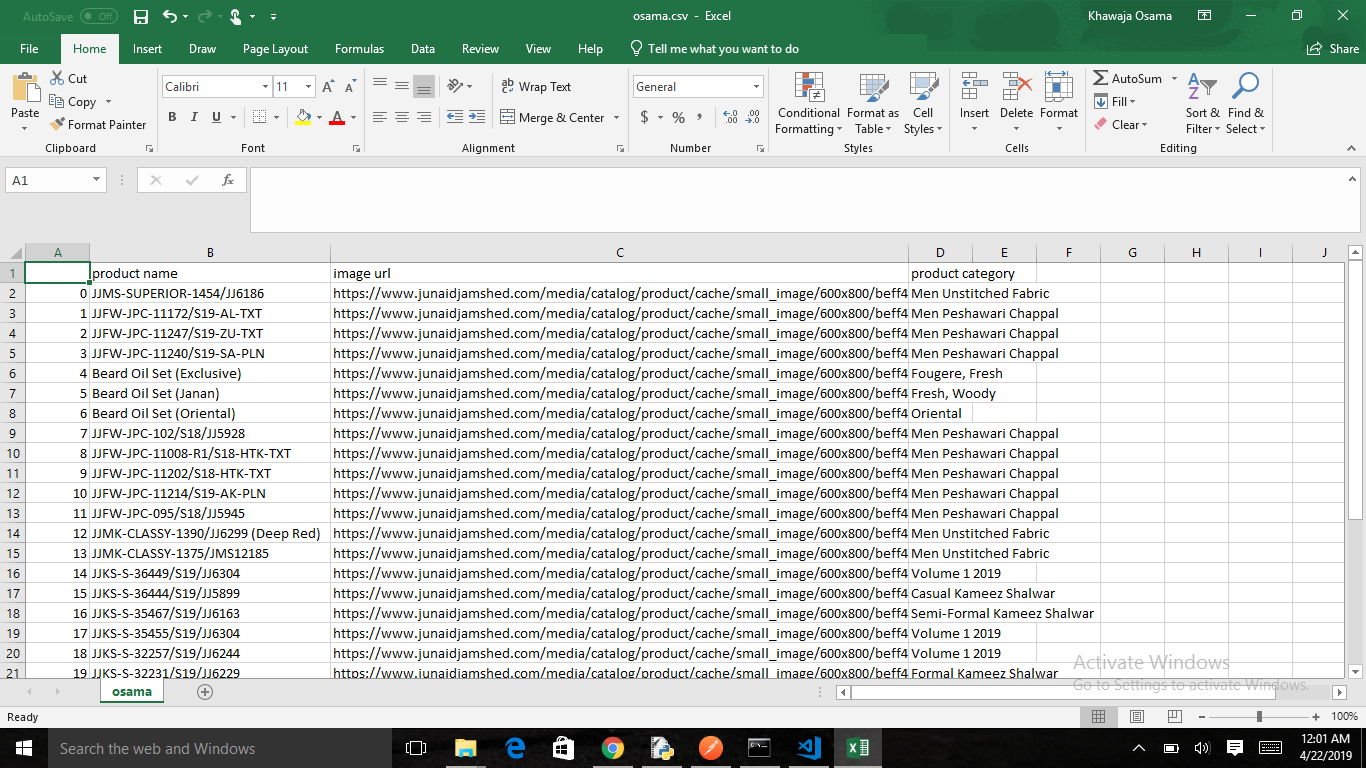 AutoSave Off osama.csv - Excel Khawaja Osama
File Home Insert Draw Page Layout Formulas Data Review View Help Tell me what you want to do Share
Paste Cut Copy Format Painter Clipboard
Calibri 11 A A B I U A Font
Wrap Text Merge & Center Alignment
General $ % , Number
Conditional Formatting Format as Table Cell Styles Styles
Insert Delete Format Cells
AutoSum Fill Clear Sort & Filter Find & Select Editing
A1 fx
A B C D E F G H I J
1 product name image url product category
2 0 JJMS-SUPERIOR-1454/JJ6186 https://www.junaidjamshed.com/media/catalog/product/cache/small_image/600x800/beff4 Men Unstitched Fabric
3 1 JJFW-JPC-11172/S19-AL-TXT https://www.junaidjamshed.com/media/catalog/product/cache/small_image/600x800/beff4 Men Peshawari Chappal
4 2 JJFW-JPC-11247/S19-ZU-TXT https://www.junaidjamshed.com/media/catalog/product/cache/small_image/600x800/beff4 Men Peshawari Chappal
5 3 JJFW-JPC-11240/S19-SA-PLN https://www.junaidjamshed.com/media/catalog/product/cache/small_image/600x800/beff4 Men Peshawari Chappal
6 4 Beard Oil Set (Exclusive) https://www.junaidjamshed.com/media/catalog/product/cache/small_image/600x800/beff4 Fougere, Fresh
7 5 Beard Oil Set (Janan) https://www.junaidjamshed.com/media/catalog/product/cache/small_image/600x800/beff4 Fresh, Woody
8 6 Beard Oil Set (Oriental) https://www.junaidjamshed.com/media/catalog/product/cache/small_image/600x800/beff4 Oriental
9 7 JJFW-JPC-102/S18/JJ5928 https://www.junaidjamshed.com/media/catalog/product/cache/small_image/600x800/beff4 Men Peshawari Chappal
10 8 JJFW-JPC-11008-R1/S18-HTK-TXT https://www.junaidjamshed.com/media/catalog/product/cache/small_image/600x800/beff4 Men Peshawari Chappal
11 9 JJFW-JPC-11202/S18-HTK-TXT https://www.junaidjamshed.com/media/catalog/product/cache/small_image/600x800/beff4 Men Peshawari Chappal
12 10 JJFW-JPC-11214/S19-AK-PLN https://www.junaidjamshed.com/media/catalog/product/cache/small_image/600x800/beff4 Men Peshawari Chappal
13 11 JJFW-JPC-095/S18/JJ5945 https://www.junaidjamshed.com/media/catalog/product/cache/small_image/600x800/beff4 Men Peshawari Chappal
14 12 JJMK-CLASSY-1390/JJ6299 (Deep Red) https://www.junaidjamshed.com/media/catalog/product/cache/small_image/600x800/beff4 Men Unstitched Fabric
15 13 JJMK-CLASSY-1375/JMS12185 https://www.junaidjamshed.com/media/catalog/product/cache/small_image/600x800/beff4 Men Unstitched Fabric
16 14 JJKS-S-36449/S19/JJ6304 https://www.junaidjamshed.com/media/catalog/product/cache/small_image/600x800/beff4 Volume 1 2019
17 15 JJKS-S-36444/S19/JJ5899 https://www.junaidjamshed.com/media/catalog/product/cache/small_image/600x800/beff4 Casual Kameez Shalwar
18 16 JJKS-S-35467/S19/JJ6163 https://www.junaidjamshed.com/media/catalog/product/cache/small_image/600x800/beff4 Semi-Formal Kameez Shalwar
19 17 JJKS-S-35455/S19/JJ6304 https://www.junaidjamshed.com/media/catalog/product/cache/small_image/600x800/beff4 Volume 1 2019
20 18 JJKS-S-32257/S19/JJ6244 https://www.junaidjamshed.com/media/catalog/product/cache/small_image/600x800/beff4 Volume 1 2019
21 19 JJKS-S-32231/S19/JJ6229 https://www.junaidjamshed.com/media/catalog/product/cache/small_image/600x800/beff4 Formal Kameez Shalwar
Activate Windows
Go to Settings to activate Windows.
osama
Ready 100%
Search the web and Windows 12:01 AM
4/22/2019